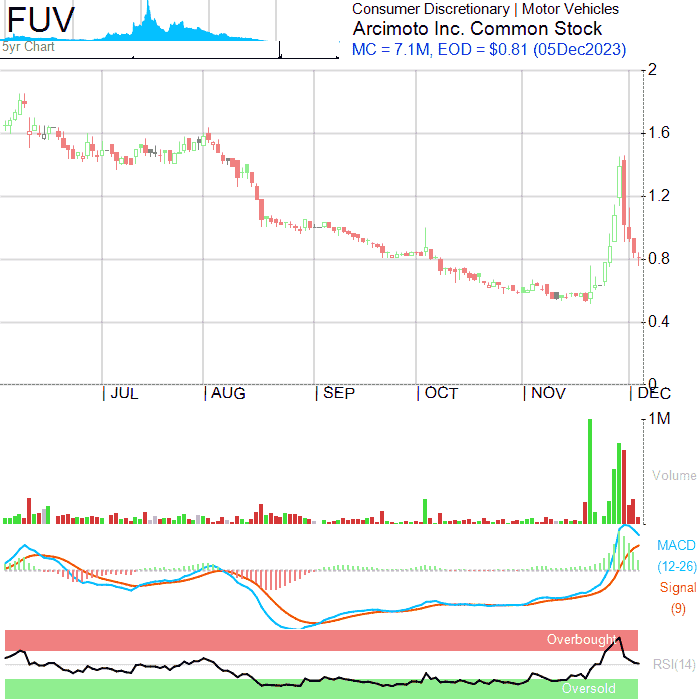 FUV
5yr Chart
Consumer Discretionary | Motor Vehicles
Arcimoto Inc. Common Stock
MC = 7.1M, EOD = $0.81 (05Dec2023)
2
1.6
1.2
0.8
0.4
0
| JUL | AUG | SEP | OCT | NOV | DEC
1M
Volume
MACD
(12-26)
Signal
(9)
Overbought
RSI(14)
Oversold